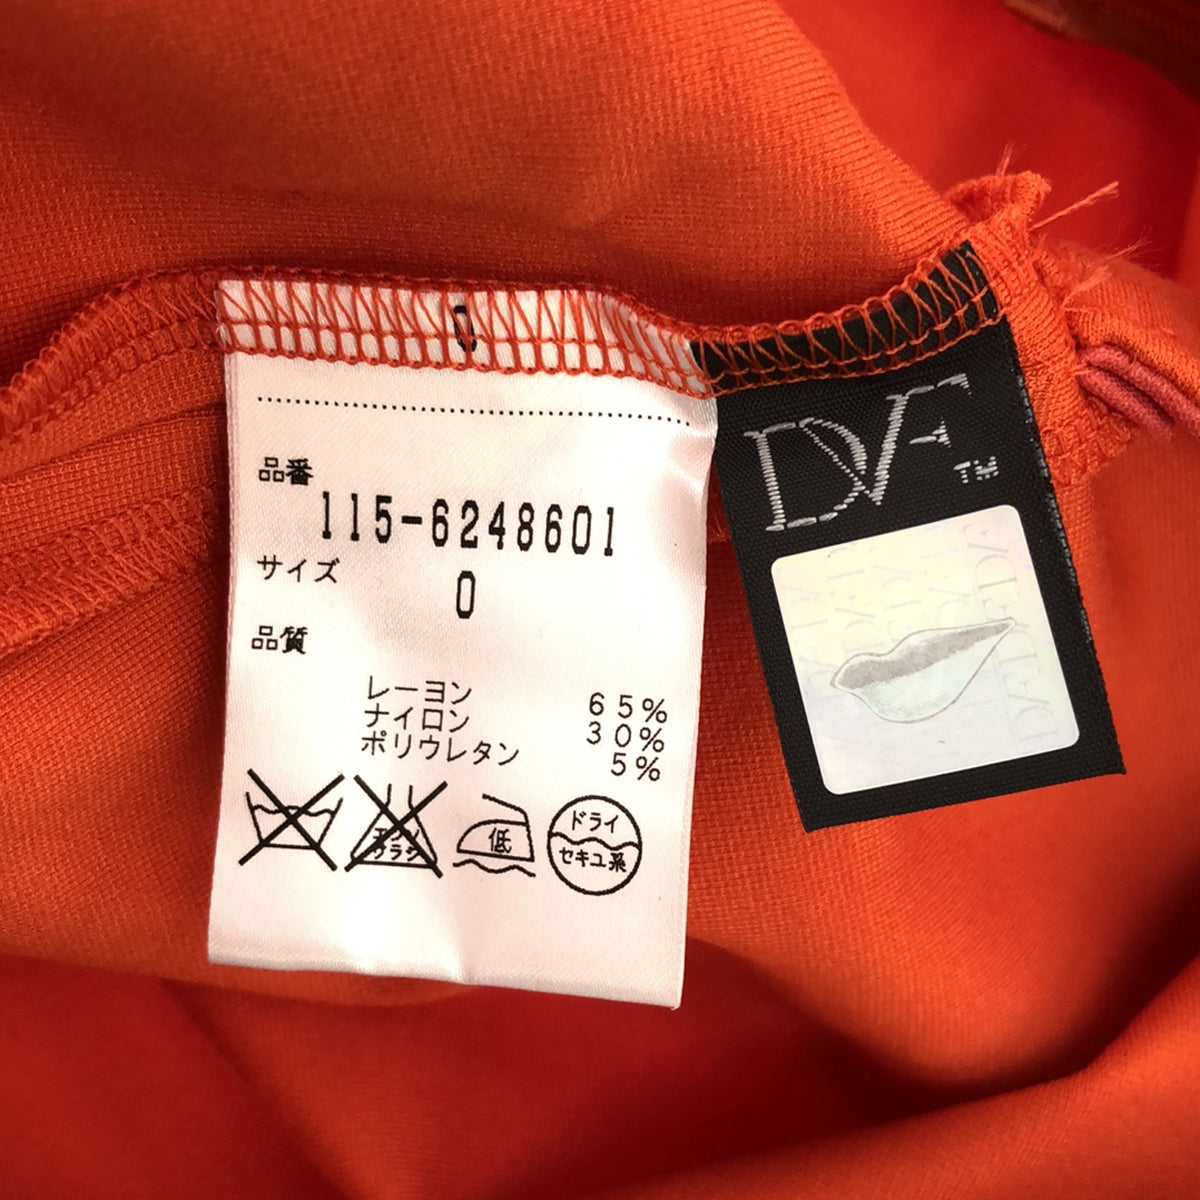 0
品番
115-6248601
サイズ
0
品質
レーヨン 65%
ナイロン 30%
ポリウレタン 5%
低
ドライ
セキユ系
DVF
TM